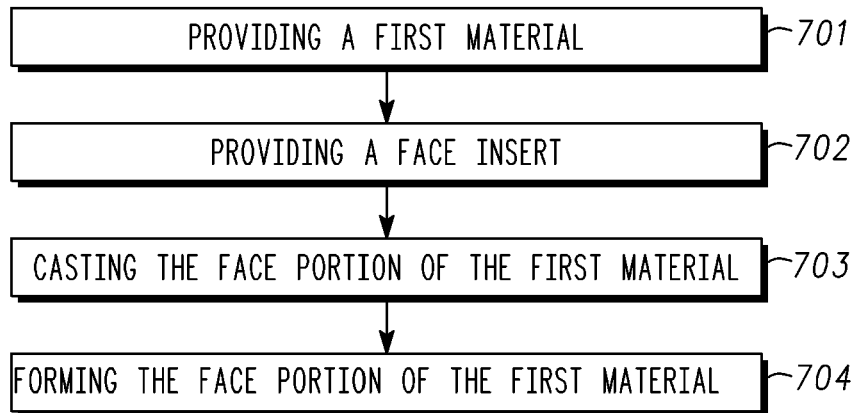 PROVIDING A FIRST MATERIAL 701
PROVIDING A FACE INSERT 702
CASTING THE FACE PORTION OF THE FIRST MATERIAL 703
FORMING THE FACE PORTION OF THE FIRST MATERIAL 704